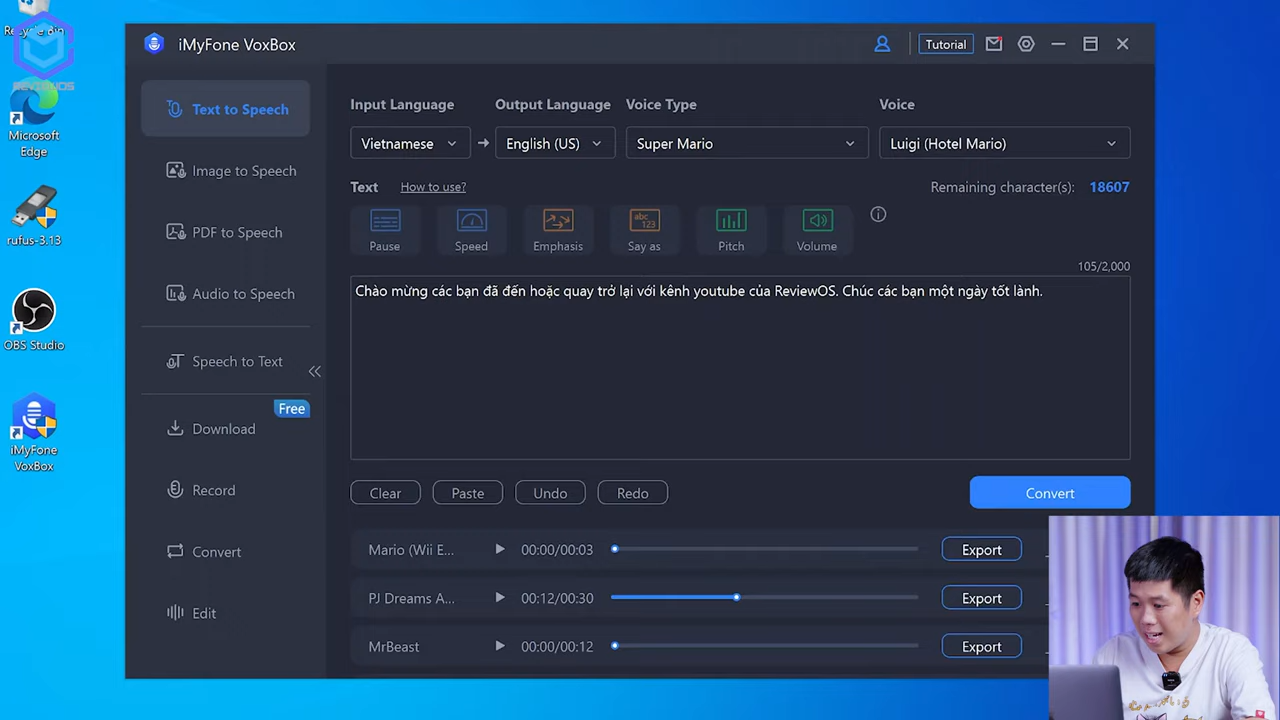 Recycle Bin
REVIEWOS
Microsoft
Edge
rufus-3.13
OBS Studio
iMyFone
VoxBox
iMyFone VoxBox
Tutorial
Text to Speech
Image to Speech
PDF to Speech
Audio to Speech
Speech to Text
Free
Download
Record
Convert
Edit
Input Language
Output Language
Voice Type
Voice
Vietnamese
English (US)
Super Mario
Luigi (Hotel Mario)
Text
How to use?
Remaining character(s): 18607
Pause
Speed
abc
123
Emphasis
Say as
Pitch
Volume
105/2,000
Chào mừng các bạn đã đến hoặc quay trở lại với kênh youtube của ReviewOS. Chúc các bạn một ngày tốt lành.
Clear
Paste
Undo
Redo
Convert
Mario (Wii E...
00:00/00:03
Export
PJ Dreams A...
00:12/00:30
Export
MrBeast
00:00/00:12
Export